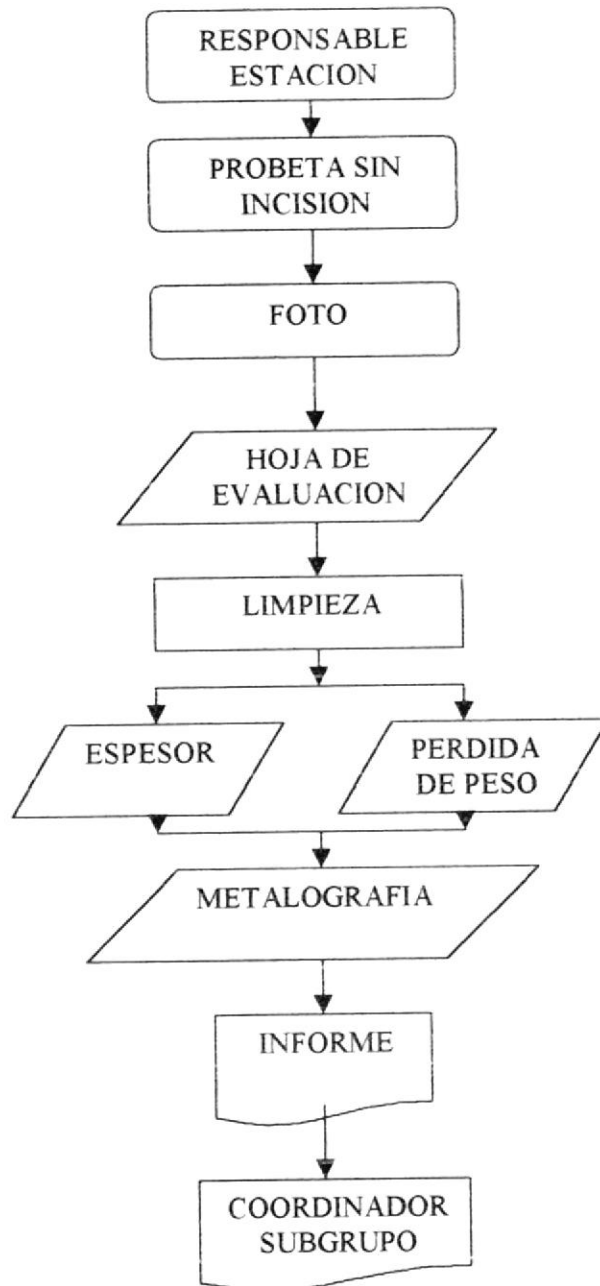 RESPONSABLE
ESTACION
PROBETA SIN
INCISION
FOTO
HOJA DE
EVALUACION
LIMPIEZA
ESPESOR
PERDIDA
DE PESO
METALOGRAFIA
INFORME
COORDINADOR
SUBGRUPO